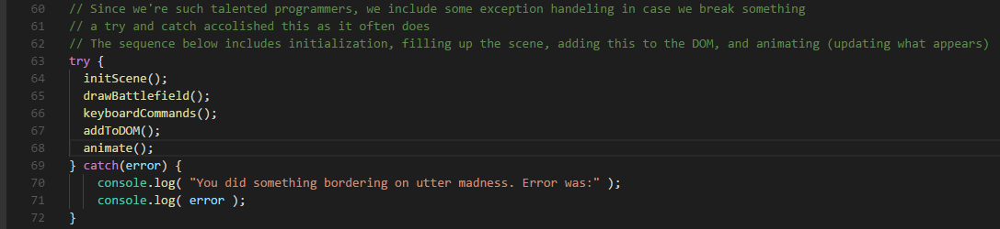 60 // Since we're such talented programmers, we include some exception handeling in case we break something
61 // a try and catch accolished this as it often does
62 // The sequence below includes initialization, filling up the scene, adding this to the DOM, and animating (updating what appears)
63 try {
64 initScene();
65 drawBattlefield();
66 keyboardCommands();
67 addToDOM();
68 animate();
69 } catch(error) {
70 console.log( "You did something bordering on utter madness. Error was:" );
71 console.log( error );
72 }